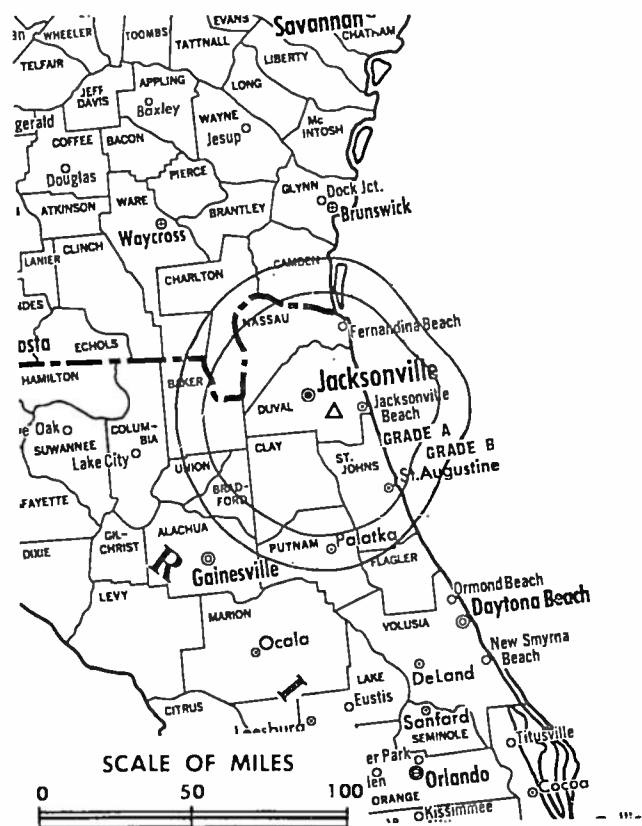 EVANS
Savannah
WHEELER
TOOMBS
TATTNALL
CHATHAM
TELFAIR
LIBERTY
JEFF
DAVIS
APPLING
LONG
Baxley
WAYNE
Jesup
Mc
INTOSH
gerald
COFFEE
BACON
Douglas
PIERCE
GLYNN
Dock Jct.
ATKINSON
WARE
BRANTLEY
Brunswick
Waycross
LANIER
CLINCH
CHARLTON
CAMDEN
NASSAU
Fernandina Beach
osta
ECHOLS
HAMILTON
BAKER
Jacksonville
DUVAL
Jacksonville
Beach
e Oak
COLUM-
BIA
SUWANNEE
Lake City
CLAY
GRADE A
GRADE B
UNION
ST.
JOHNS
St. Augustine
BRAD-
FORD
FAYETTE
ALACHUA
GIL-
CHRIST
DIXIE
PUTNAM
Palatka
R
Gainesville
FLAGLER
LEVY
Ormond Beach
Daytona Beach
MARION
VOLUSIA
Ocala
New Smyrna
Beach
DeLand
LAKE
Eustis
CITRUS
Leesburg
Sanford
SEMINOLE
Titusville
SCALE OF MILES
er Park
Orlando
Cocoa
0 50 100
ORANGE
Kissimmee